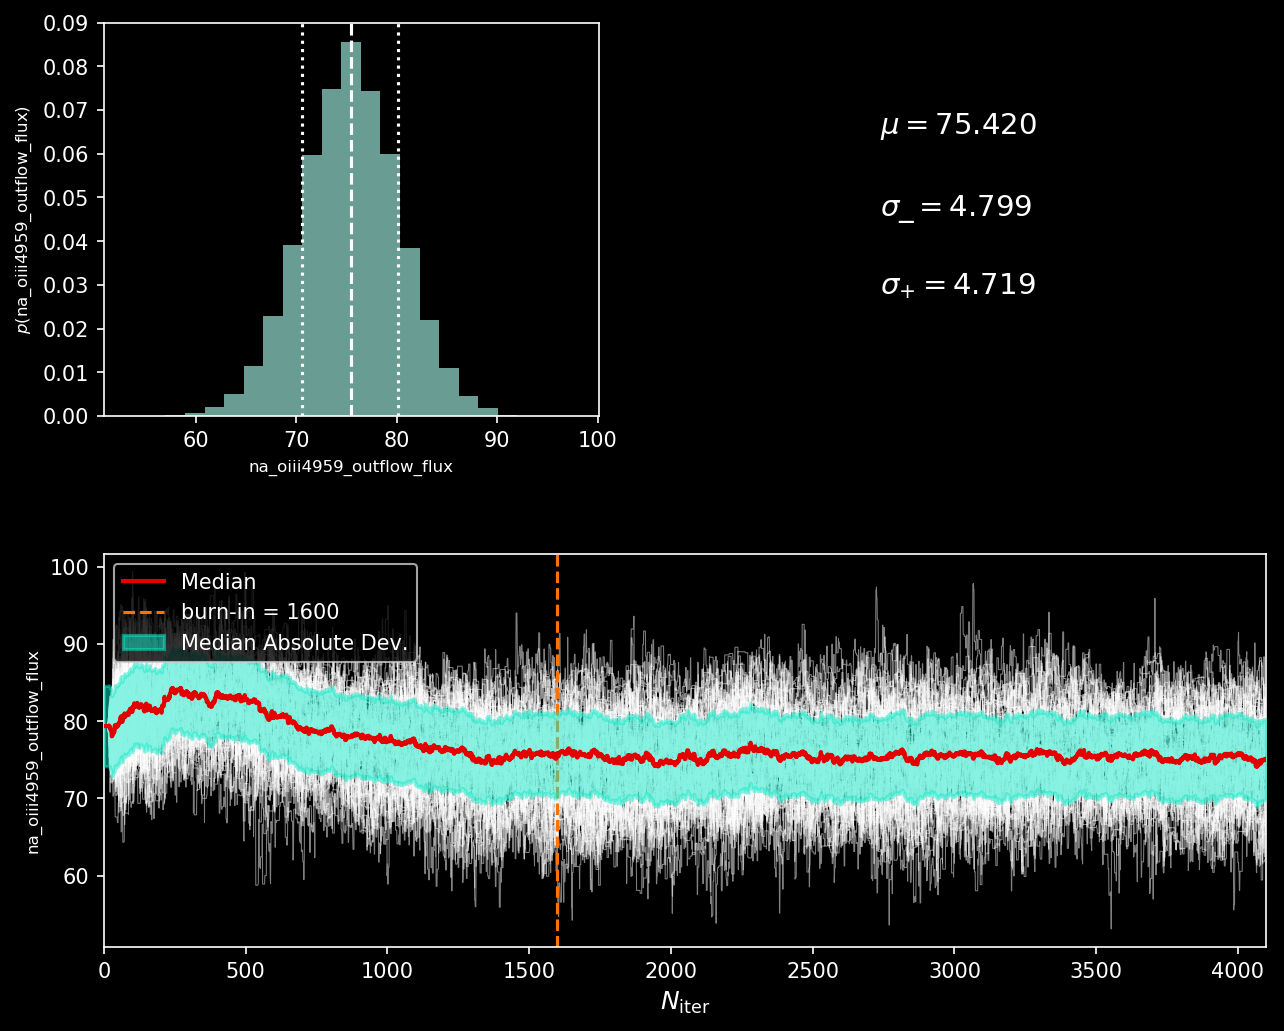 0.09
0.08
0.07
0.06
0.05
0.04
0.03
0.02
0.01
0.00
p(na_oiii4959_outflow_flux)
60 70 80 90 100
na_oiii4959_outflow_flux
μ = 75.420
σ₋ = 4.799
σ₊ = 4.719
100
90
80
70
60
na_oiii4959_outflow_flux
Median
burn-in = 1600
Median Absolute Dev.
0 500 1000 1500 2000 2500 3000 3500 4000
N_iter